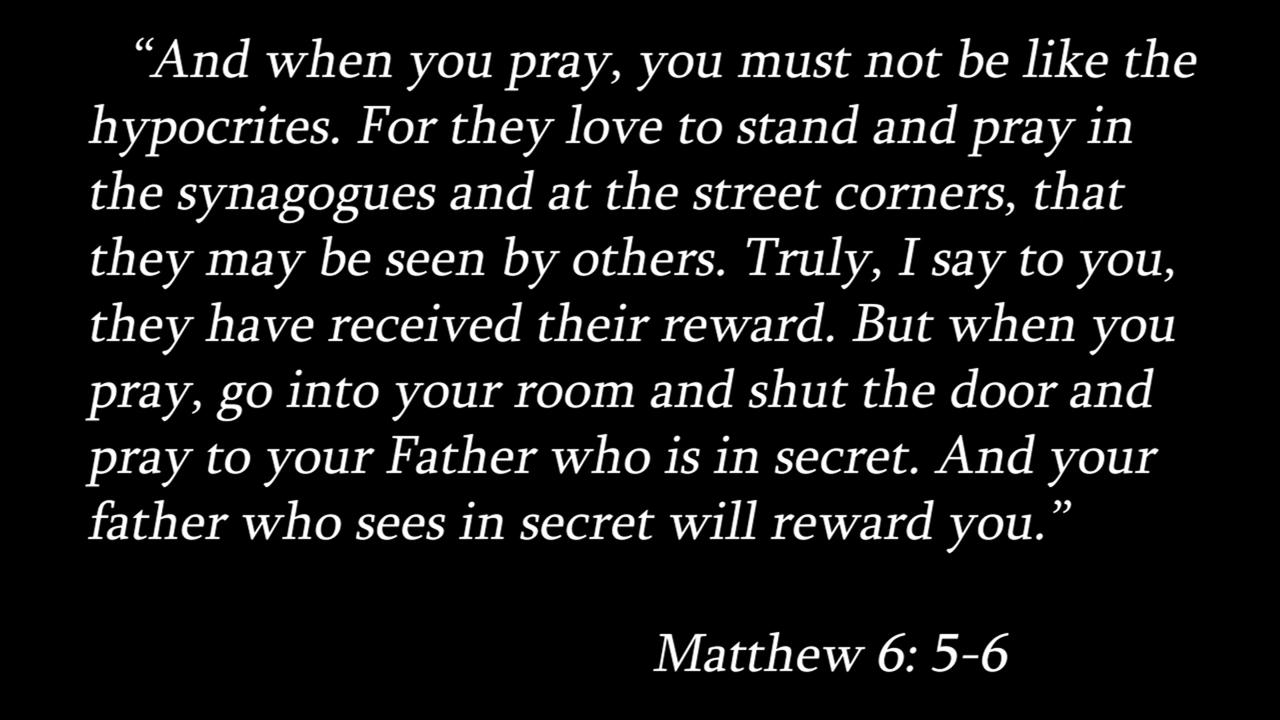 “And when you pray, you must not be like the
hypocrites. For they love to stand and pray in
the synagogues and at the street corners, that
they may be seen by others. Truly, I say to you,
they have received their reward. But when you
pray, go into your room and shut the door and
pray to your Father who is in secret. And your
father who sees in secret will reward you.”
Matthew 6: 5-6